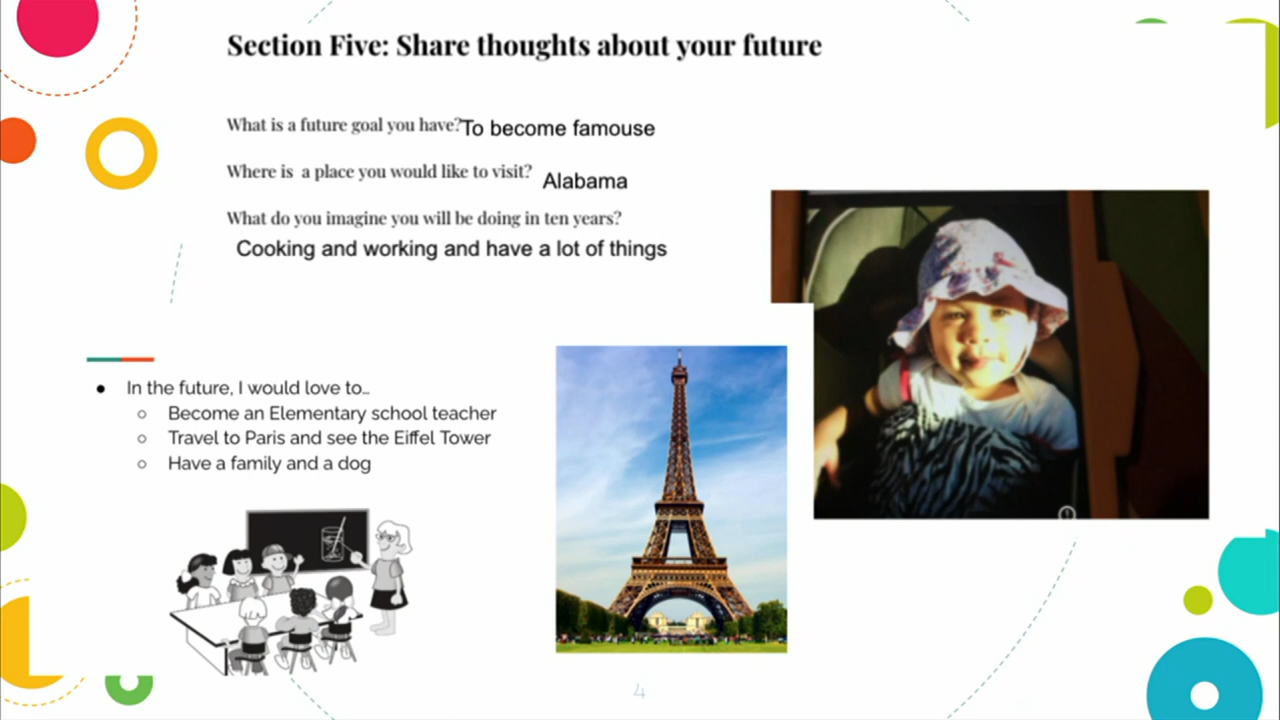 Section Five: Share thoughts about your future
What is a future goal you have? To become famouse
Where is a place you would like to visit? Alabama
What do you imagine you will be doing in ten years?
Cooking and working and have a lot of things
● In the future, I would love to…
○ Become an Elementary school teacher
○ Travel to Paris and see the Eiffel Tower
○ Have a family and a dog
4